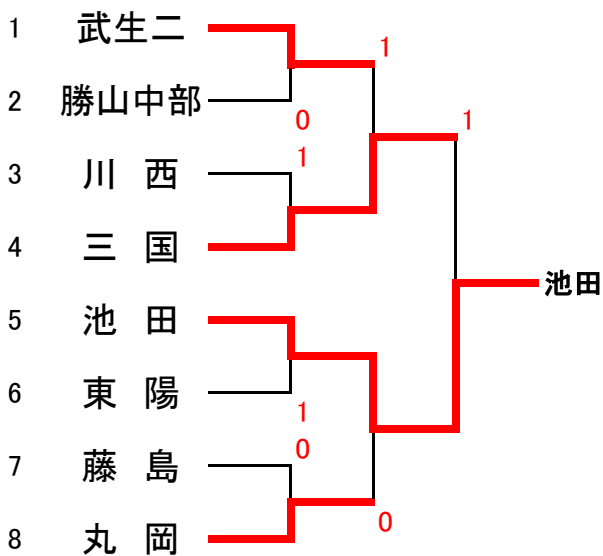 1 武生二
1
2 勝山中部
0
1
1
3 川 西
4 三 国
池田
5 池 田
6 東 陽
1
0
7 藤 島
0
8 丸 岡